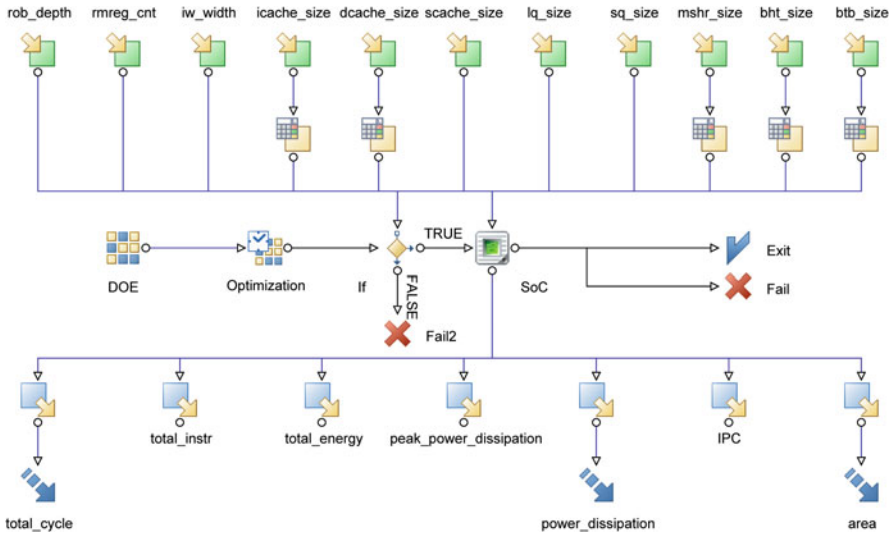 rob_depth rmreg_cnt iw_width icache_size dcache_size scache_size lq_size sq_size mshr_size bht_size btb_size
TRUE
DOE Optimization If FALSE SoC Exit
Fail
Fail2
total_instr total_energy peak_power_dissipation IPC
total_cycle power_dissipation area